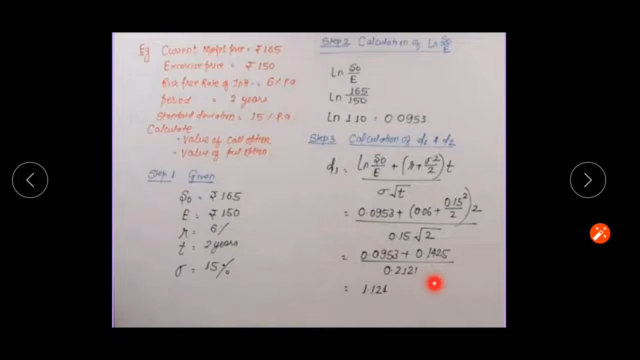 Eg Current Market price = ₹165
Exercise price = ₹150
Risk free Rate of Int. = 6% Pa
period = 2 years
Standard deviation = 15% P.a.
Calculate
• Value of call option
• Value of put option
Step 1 Given
S0 = ₹165
E = ₹150
r = 6%
t = 2 years
σ = 15%
Step 2 Calculation of Ln S0/E
Ln S0/E
Ln 165/150
Ln 1.10 = 0.0953
Step 3 Calculation of d1 & d2
d1 = Ln S0/E + (r + σ²/2) t
σ√t
= 0.0953 + (0.06 + 0.15²/2) 2
0.15 √2
= 0.0953 + 0.1425
0.2121
= 1.121